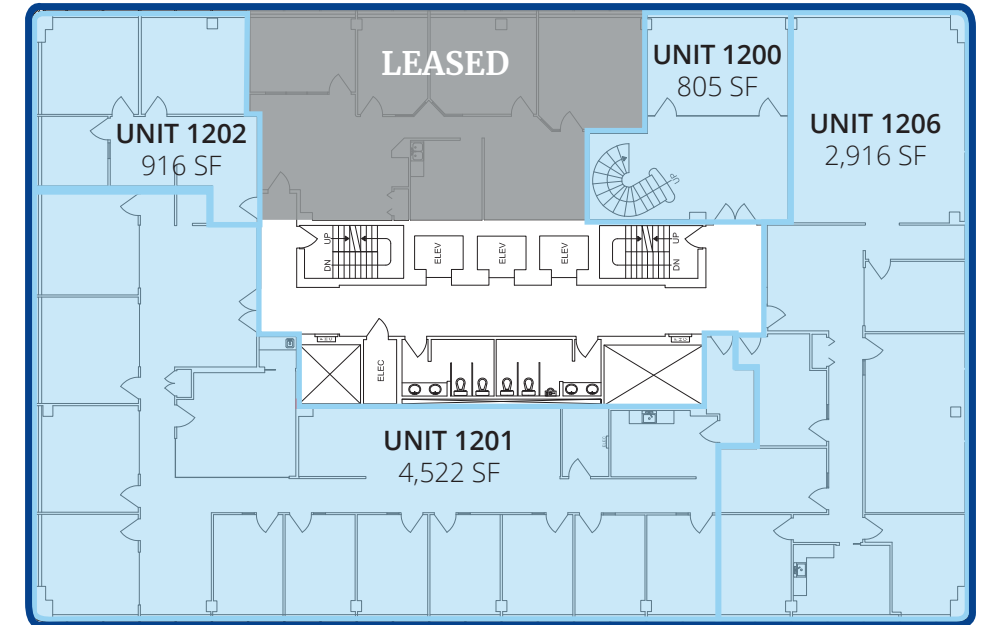 LEASED
UNIT 1200
805 SF
UNIT 1202
916 SF
UNIT 1206
2,916 SF
UP
UP
DN
ELEV
ELEV
ELEV
UP
DN
ELEC
UNIT 1201
4,522 SF